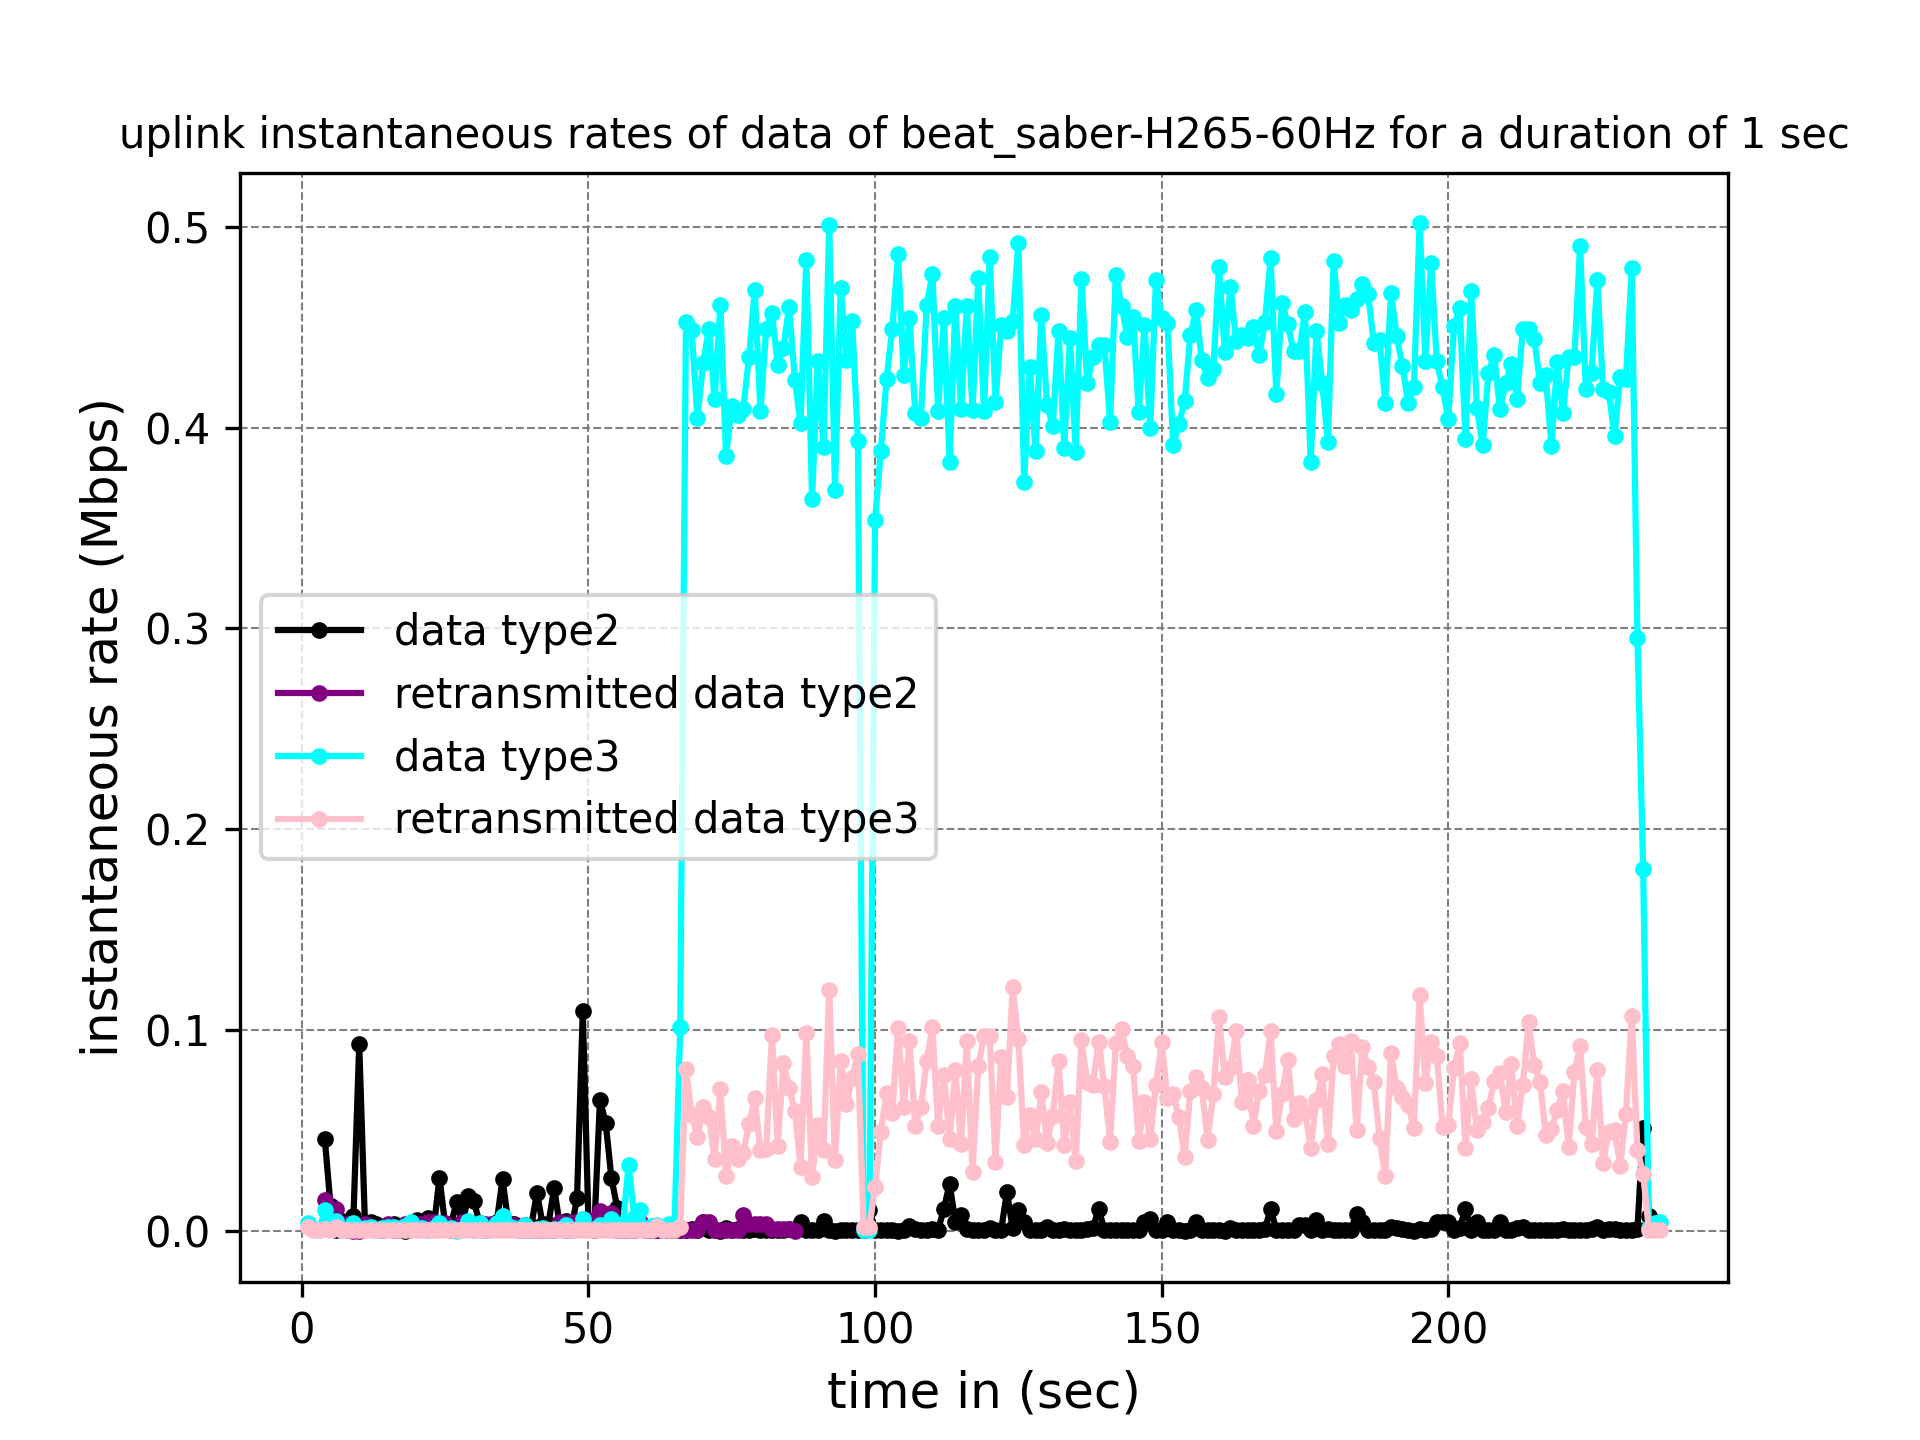 uplink instantaneous rates of data of beat_saber-H265-60Hz for a duration of 1 sec
instantaneous rate (Mbps)
0.5
0.4
0.3
0.2
0.1
0.0
data type2
retransmitted data type2
data type3
retransmitted data type3
0 50 100 150 200
time in (sec)